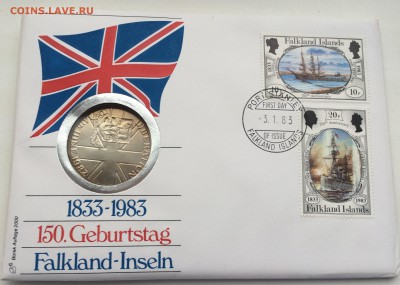 COINS.LAVE.RU
Falkland Islands
1833
1983
10p
PORT STANLEY
FIRST DAY
-3.1.83
OF ISSUE
FALKLAND ISLANDS
20p
1833
1983
Falkland Islands
1833-1983
150. Geburtstag
Falkland-Inseln